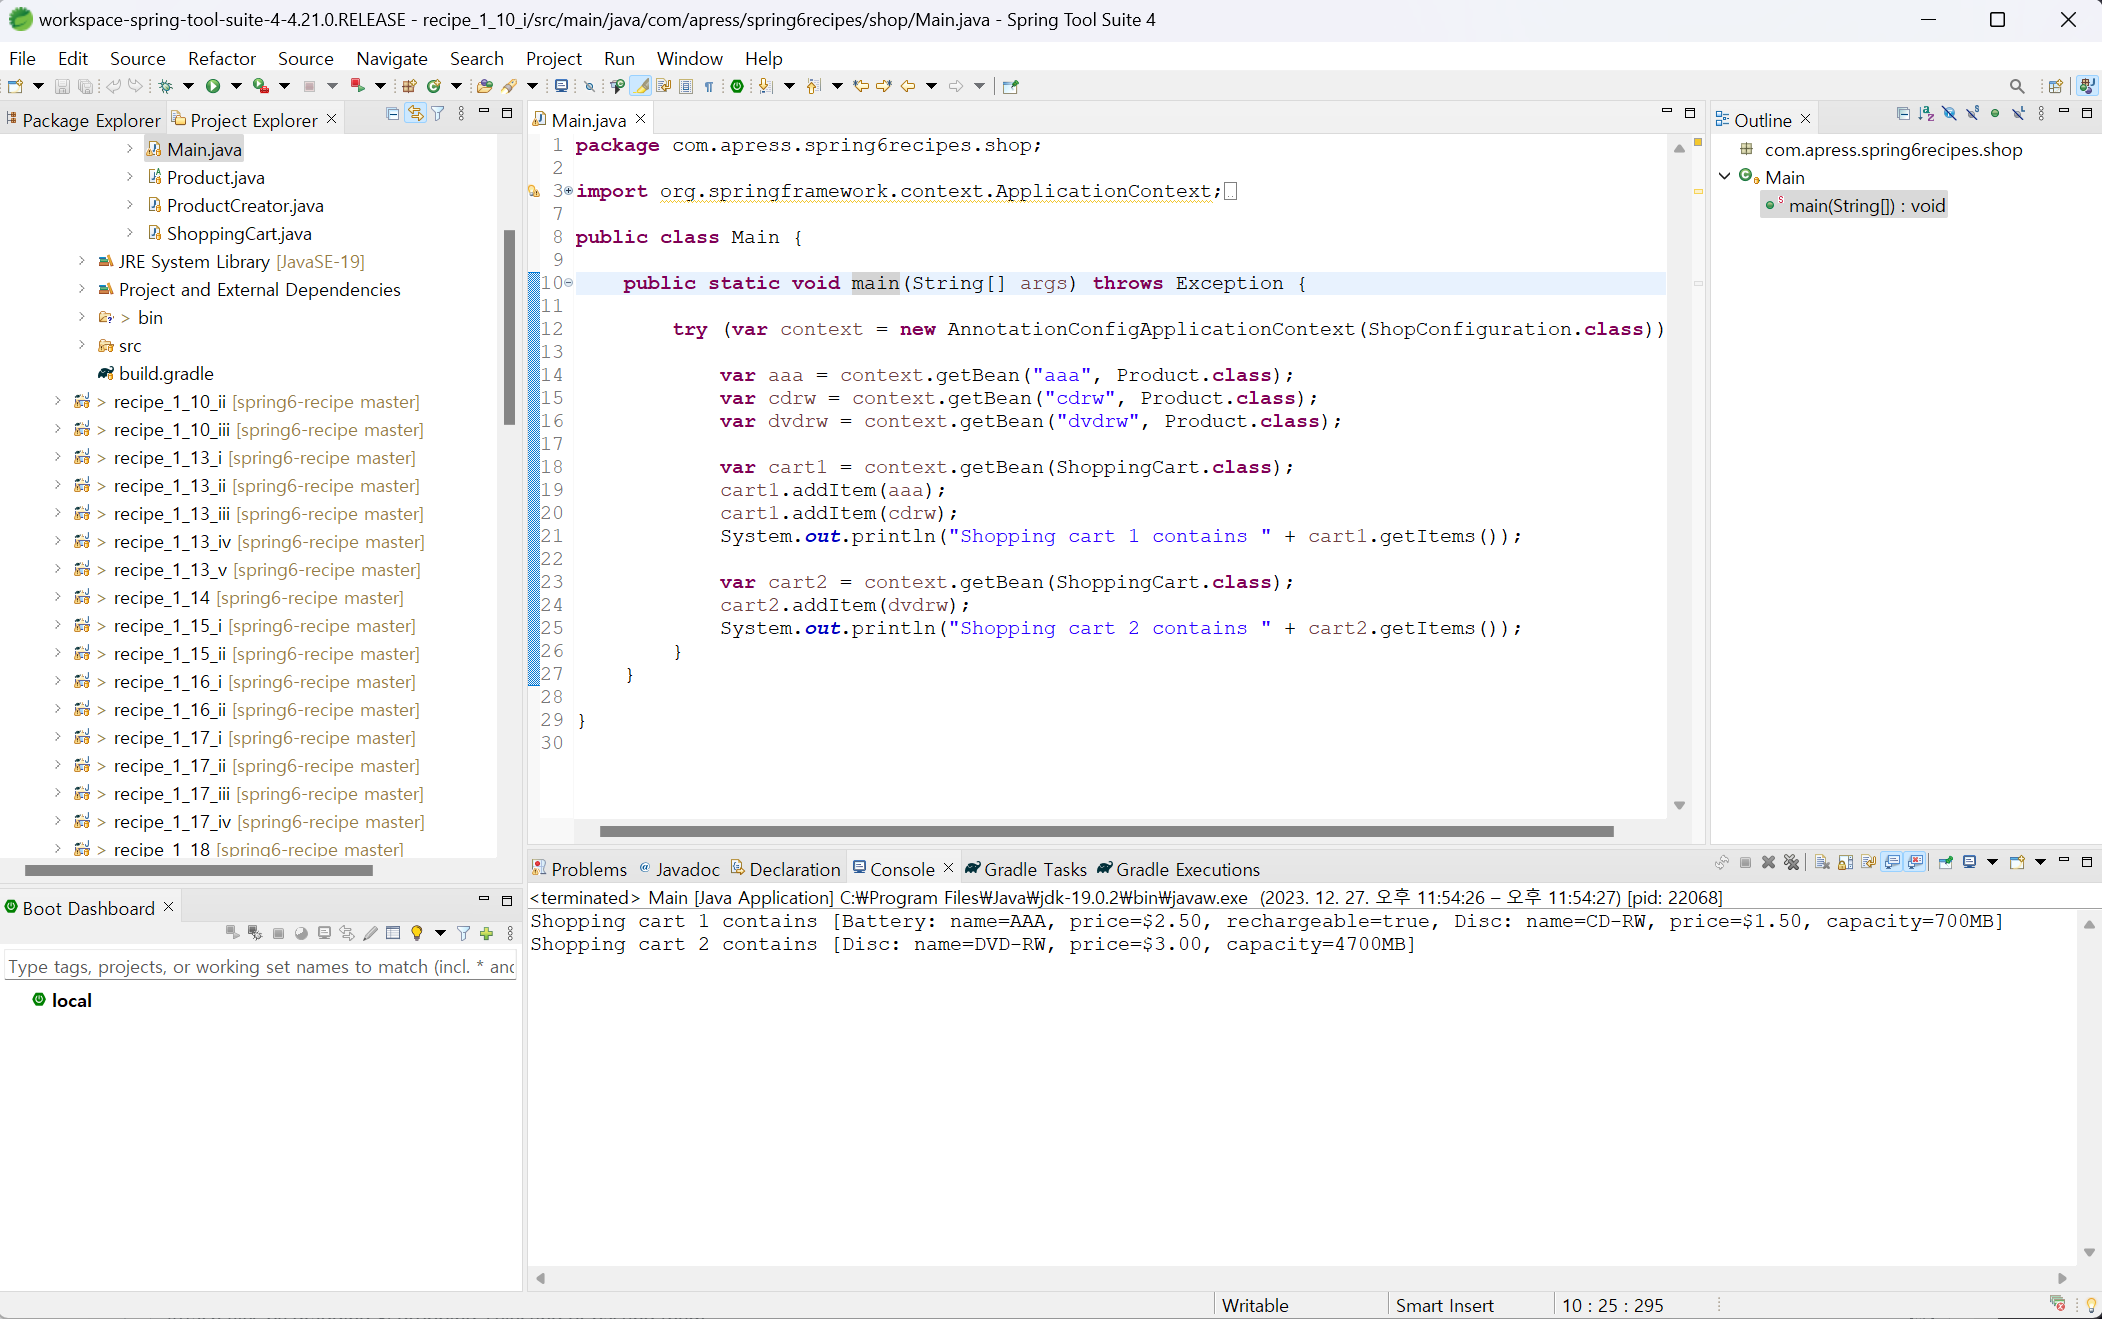 workspace-spring-tool-suite-4-4.21.0.RELEASE - recipe_1_10_i/src/main/java/com/apress/spring6recipes/shop/Main.java - Spring Tool Suite 4
File Edit Source Refactor Source Navigate Search Project Run Window Help
Package Explorer
Project Explorer
Main.java
Product.java
ProductCreator.java
ShoppingCart.java
JRE System Library [JavaSE-19]
Project and External Dependencies
> bin
src
build.gradle
> recipe_1_10_ii [spring6-recipe master]
> recipe_1_10_iii [spring6-recipe master]
> recipe_1_13_i [spring6-recipe master]
> recipe_1_13_ii [spring6-recipe master]
> recipe_1_13_iii [spring6-recipe master]
> recipe_1_13_iv [spring6-recipe master]
> recipe_1_13_v [spring6-recipe master]
> recipe_1_14 [spring6-recipe master]
> recipe_1_15_i [spring6-recipe master]
> recipe_1_15_ii [spring6-recipe master]
> recipe_1_16_i [spring6-recipe master]
> recipe_1_16_ii [spring6-recipe master]
> recipe_1_17_i [spring6-recipe master]
> recipe_1_17_ii [spring6-recipe master]
> recipe_1_17_iii [spring6-recipe master]
> recipe_1_17_iv [spring6-recipe master]
> recipe_1_18 [spring6-recipe master]
Boot Dashboard
Type tags, projects, or working set names to match (incl. * and
local
Main.java
1 package com.apress.spring6recipes.shop;
2
3 import org.springframework.context.ApplicationContext;
7
8 public class Main {
9
10 public static void main(String[] args) throws Exception {
11
12 try (var context = new AnnotationConfigApplicationContext(ShopConfiguration.class))
13
14 var aaa = context.getBean("aaa", Product.class);
15 var cdrw = context.getBean("cdrw", Product.class);
16 var dvdrw = context.getBean("dvdrw", Product.class);
17
18 var cart1 = context.getBean(ShoppingCart.class);
19 cart1.addItem(aaa);
20 cart1.addItem(cdrw);
21 System.out.println("Shopping cart 1 contains " + cart1.getItems());
22
23 var cart2 = context.getBean(ShoppingCart.class);
24 cart2.addItem(dvdrw);
25 System.out.println("Shopping cart 2 contains " + cart2.getItems());
26 }
27 }
28
29 }
30
Outline
com.apress.spring6recipes.shop
Main
main(String[]) : void
Problems @ Javadoc Declaration Console Gradle Tasks Gradle Executions
<terminated> Main [Java Application] C:₩Program Files₩Java₩jdk-19.0.2₩bin₩javaw.exe (2023. 12. 27. 오후 11:54:26 – 오후 11:54:27) [pid: 22068]
Shopping cart 1 contains [Battery: name=AAA, price=$2.50, rechargeable=true, Disc: name=CD-RW, price=$1.50, capacity=700MB]
Shopping cart 2 contains [Disc: name=DVD-RW, price=$3.00, capacity=4700MB]
Writable
Smart Insert
10 : 25 : 295